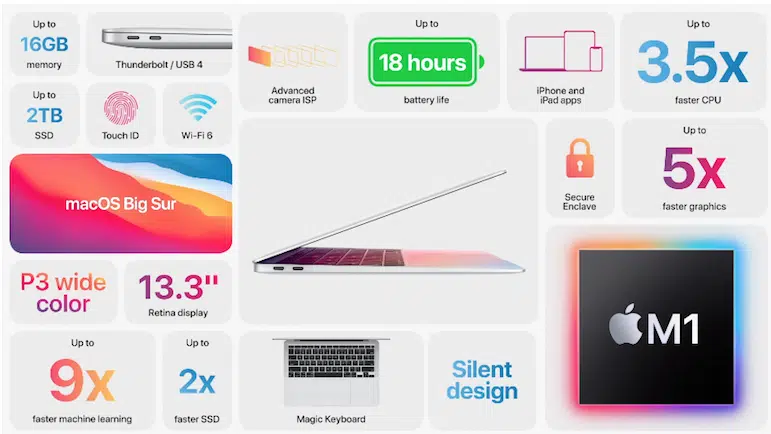 Up to
16GB
memory
Thunderbolt / USB 4
Up to
2TB
SSD
Touch ID
Wi-Fi 6
macOS Big Sur
P3 wide
color
13.3"
Retina display
Up to
9x
faster machine learning
Up to
2x
faster SSD
Advanced
camera ISP
Up to
18 hours
battery life
iPhone and
iPad apps
Magic Keyboard
Silent
design
Up to
3.5x
faster CPU
Secure
Enclave
Up to
5x
faster graphics
M1